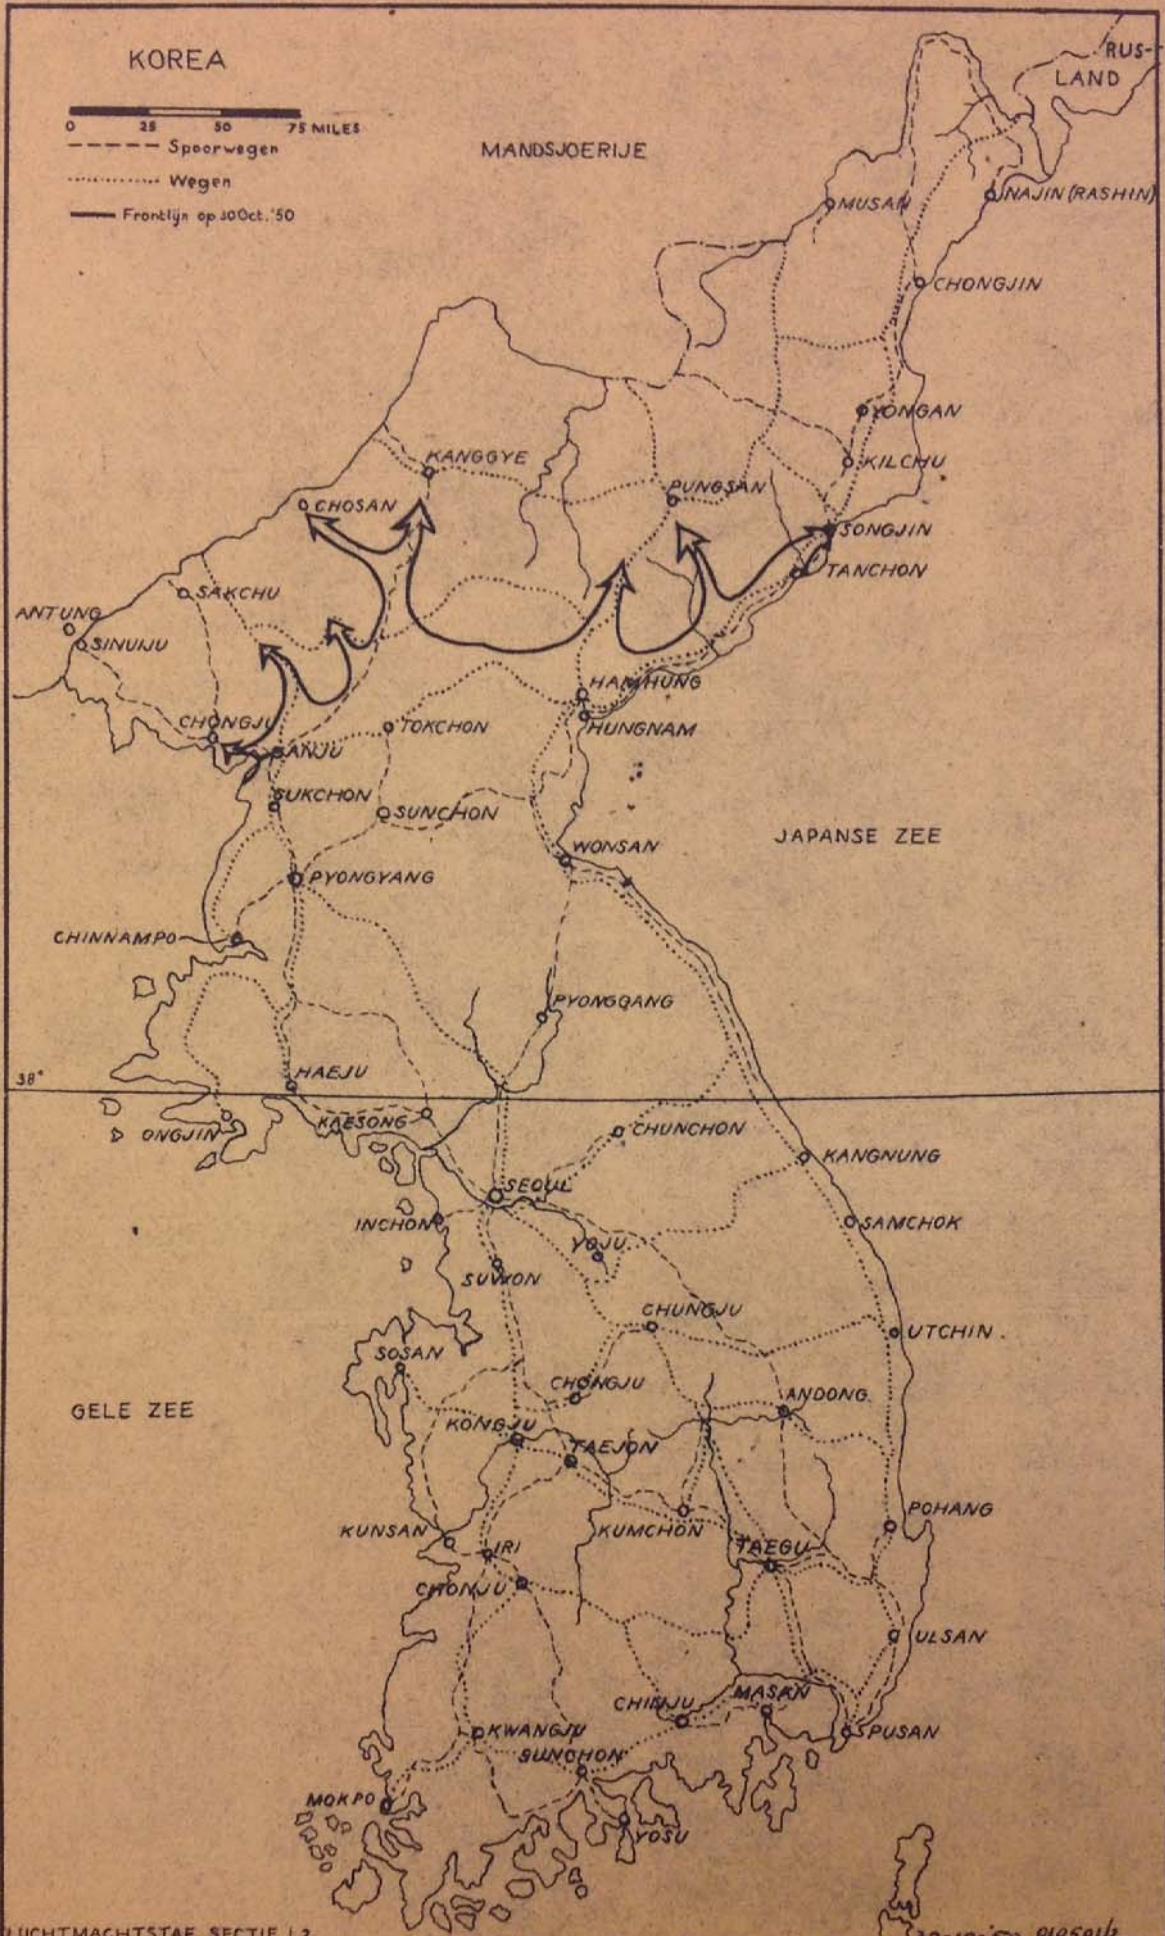 KOREA
RUS-
LAND
0 25 50 75 MILES
Spoorwegen
Wegen
Frontlijn op 30 Oct. '50
MANDSJOERIJE
MUSAN
NAJIN (RASHIN)
CHONGJIN
YONGAN
KANGGYE
KILCHU
PUNGSAN
CHOSAN
SONGJIN
TANCHON
SAKCHU
ANTUNG
SINUIJU
HAMHUNG
CHONGJU
TOKCHON
HUNGNAM
ANJU
SUKCHON
SUNCHON
JAPANSE ZEE
WONSAN
PYONGYANG
CHINNAMPO
PYONGGANG
HAEJU
38°
KAESONG
CHUNCHON
ONGJIN
KANGNUNG
SEOUL
INCHON
SAMCHOK
YOJU
SUWON
CHUNGJU
UTCHIN
SOSAN
CHONGJU
ANDONG
GELE ZEE
KONGJU
TAEJON
POHANG
KUNSAN
KUMCHON
IRI
TAEGU
CHONJU
ULSAN
CHINJU
MASAN
KWANGJU
PUSAN
SUNCHON
MOKPO
YOSU
LUCHTMACHTSTAF SECTIE